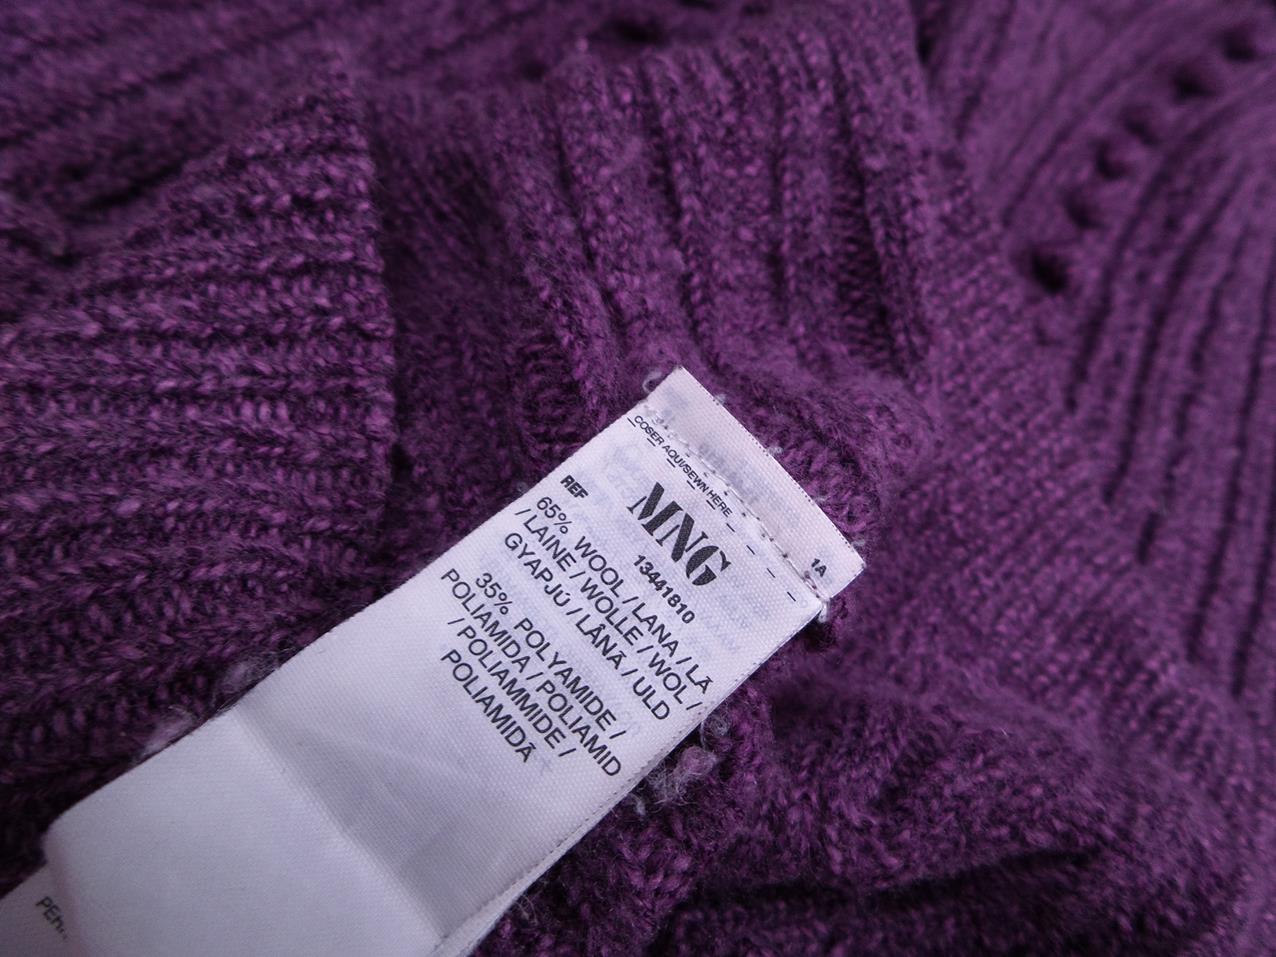 COSER AQUI/SEWN HERE
1A
MNG
REF 13441810
65% WOOL / LANA / LÃ
/ LAINE / WOLLE / WOL /
GYAPJÚ / LÂNĂ / ULD
35% POLYAMIDE /
POLIAMIDA / POLIAMID
/ POLIAMMIDE /
POLIAMIDĂ